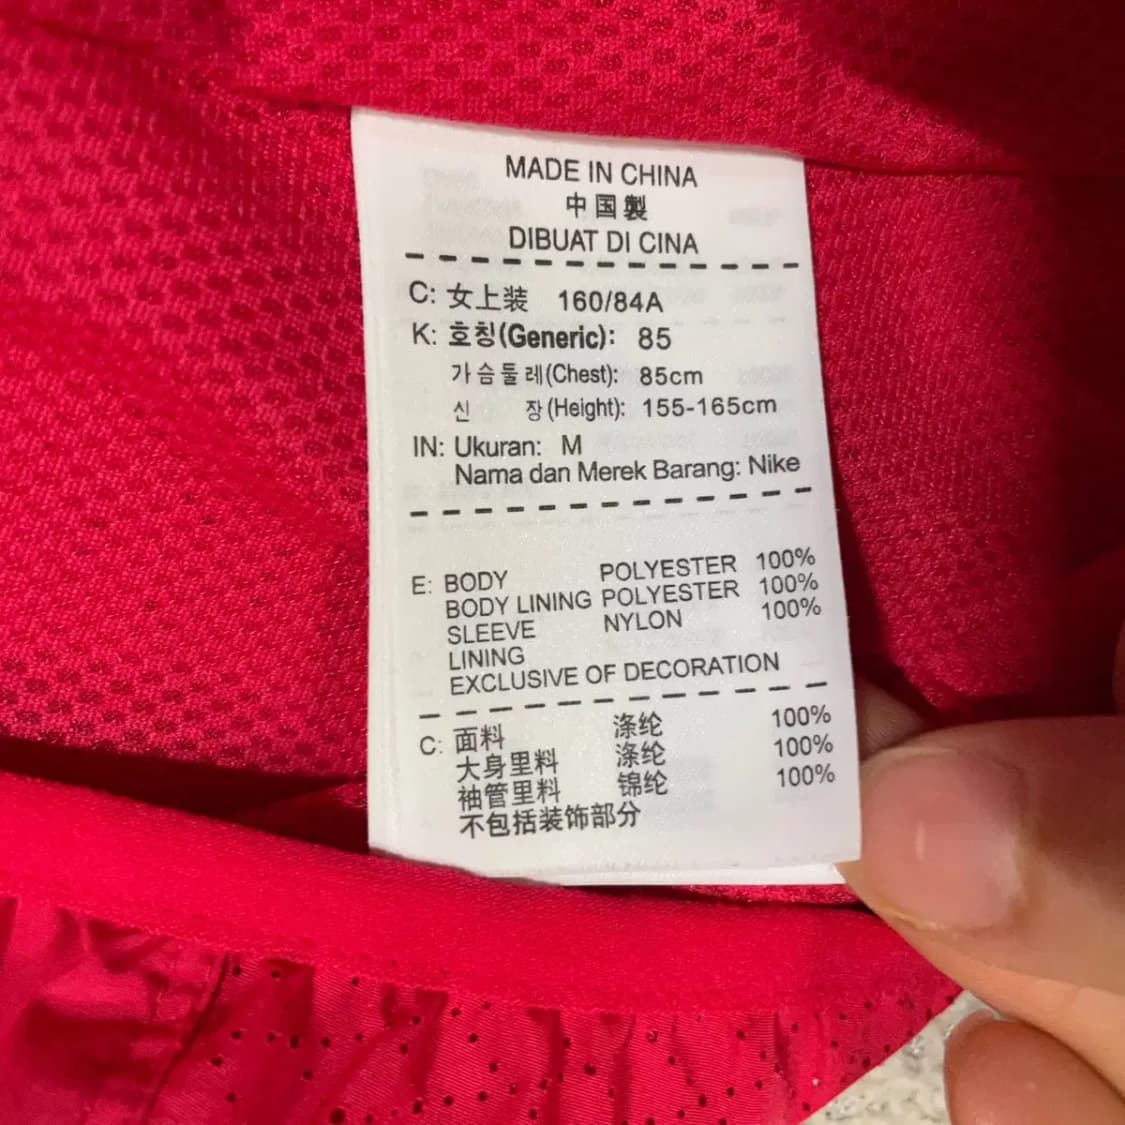 MADE IN CHINA
中国製
DIBUAT DI CINA
C: 女上装 160/84A
K: 호칭(Generic): 85
가슴둘레(Chest): 85cm
신 장(Height): 155-165cm
IN: Ukuran: M
Nama dan Merek Barang: Nike
E: BODY POLYESTER 100%
BODY LINING POLYESTER 100%
SLEEVE NYLON 100%
LINING
EXCLUSIVE OF DECORATION
C: 面料 涤纶 100%
大身里料 涤纶 100%
袖管里料 锦纶 100%
不包括装饰部分